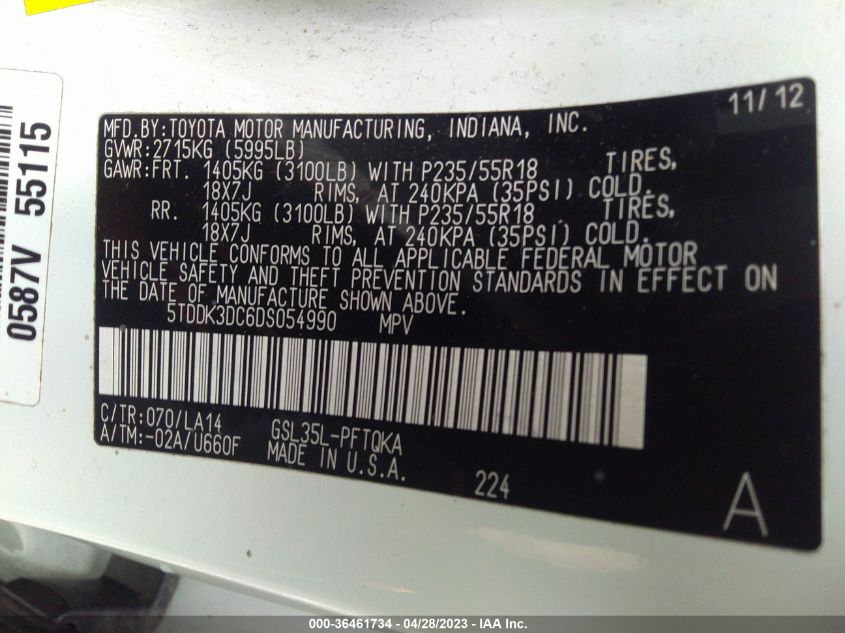 11/12
MFD.BY:TOYOTA MOTOR MANUFACTURING, INDIANA, INC.
GVWR:2715KG (5995LB)
GAWR:FRT. 1405KG (3100LB) WITH P235/55R18 TIRES,
18X7J RIMS, AT 240KPA (35PSI) COLD.
RR. 1405KG (3100LB) WITH P235/55R18 TIRES,
18X7J RIMS, AT 240KPA (35PSI) COLD.
THIS VEHICLE CONFORMS TO ALL APPLICABLE FEDERAL MOTOR
VEHICLE SAFETY AND THEFT PREVENTION STANDARDS IN EFFECT ON
THE DATE OF MANUFACTURE SHOWN ABOVE.
5TDDK3DC6DS054990 MPV
C/TR:070/LA14 GSL35L-PFTQKA
A/TM:-02A/U660F MADE IN U.S.A.
224
A
0587V 55115
000-36461734 - 04/28/2023 - IAA Inc.